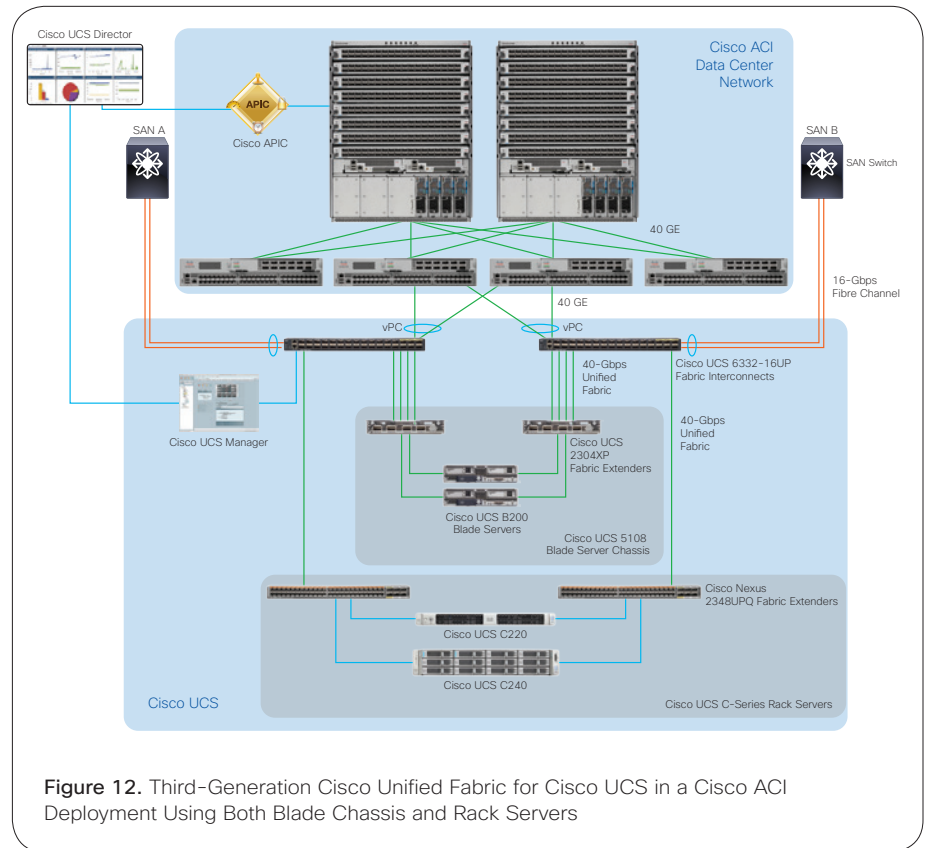 Cisco UCS Director
Cisco ACI
Data Center
Network
APIC
Cisco APIC
SAN A
SAN B
SAN Switch
40 GE
16-Gbps
Fibre Channel
40 GE
vPC
vPC
Cisco UCS 6332-16UP
Fabric Interconnects
40-Gbps
Unified
Fabric
40-Gbps
Unified
Fabric
Cisco UCS Manager
Cisco UCS
2304XP
Fabric Extenders
Cisco UCS B200
Blade Servers
Cisco UCS 5108
Blade Server Chassis
Cisco Nexus
2348UPQ Fabric Extenders
Cisco UCS C220
Cisco UCS C240
Cisco UCS
Cisco UCS C-Series Rack Servers
Figure 12. Third-Generation Cisco Unified Fabric for Cisco UCS in a Cisco ACI
Deployment Using Both Blade Chassis and Rack Servers